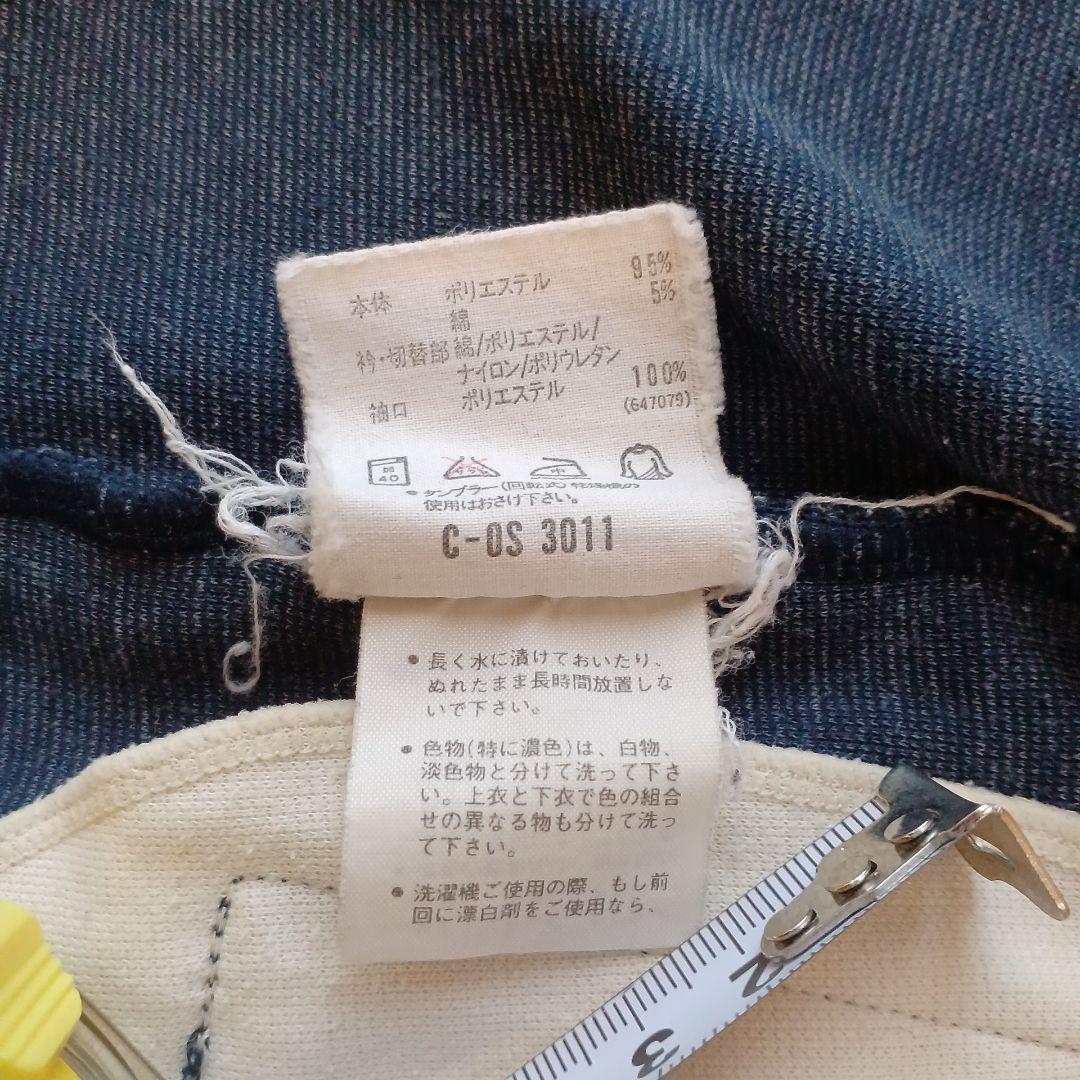 本体 ポリエステル 95%
綿 5%
衿・切替部 綿/ポリエステル/
ナイロン/ポリウレタン
袖口 ポリエステル 100%
(647079)
40 中
・タンブラー(回転式)乾燥機の
使用はおさけ下さい。
C-OS 3011
● 長く水に漬けておいたり、
ぬれたまま長時間放置しな
いで下さい。
● 色物(特に濃色)は、白物、
淡色物と分けて洗って下さ
い。上衣と下衣で色の組合
せの異なる物も分けて洗っ
て下さい。
● 洗濯機ご使用の際、もし前
回に漂白剤をご使用なら、
2
3